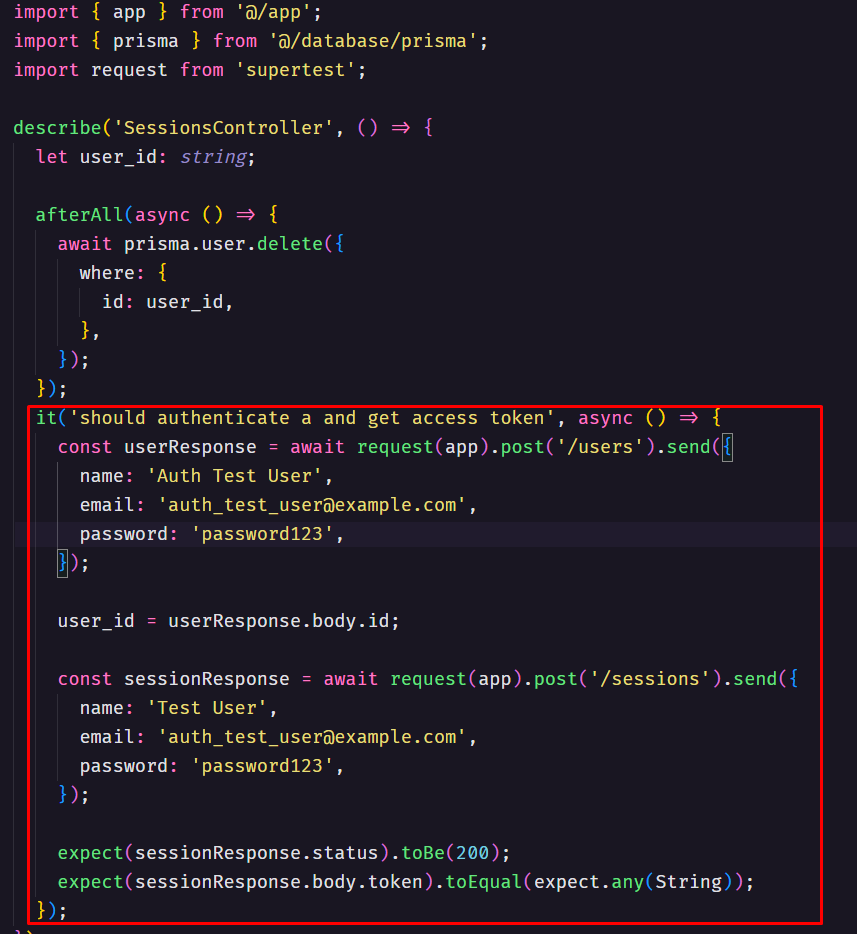 import { app } from '@/app';
import { prisma } from '@/database/prisma';
import request from 'supertest';
describe('SessionsController', () => {
let user_id: string;
afterAll(async () => {
await prisma.user.delete({
where: {
id: user_id,
},
});
});
it('should authenticate a and get access token', async () => {
const userResponse = await request(app).post('/users').send({
name: 'Auth Test User',
email: 'auth_test_user@example.com',
password: 'password123',
});
user_id = userResponse.body.id;
const sessionResponse = await request(app).post('/sessions').send({
name: 'Test User',
email: 'auth_test_user@example.com',
password: 'password123',
});
expect(sessionResponse.status).toBe(200);
expect(sessionResponse.body.token).toEqual(expect.any(String));
});